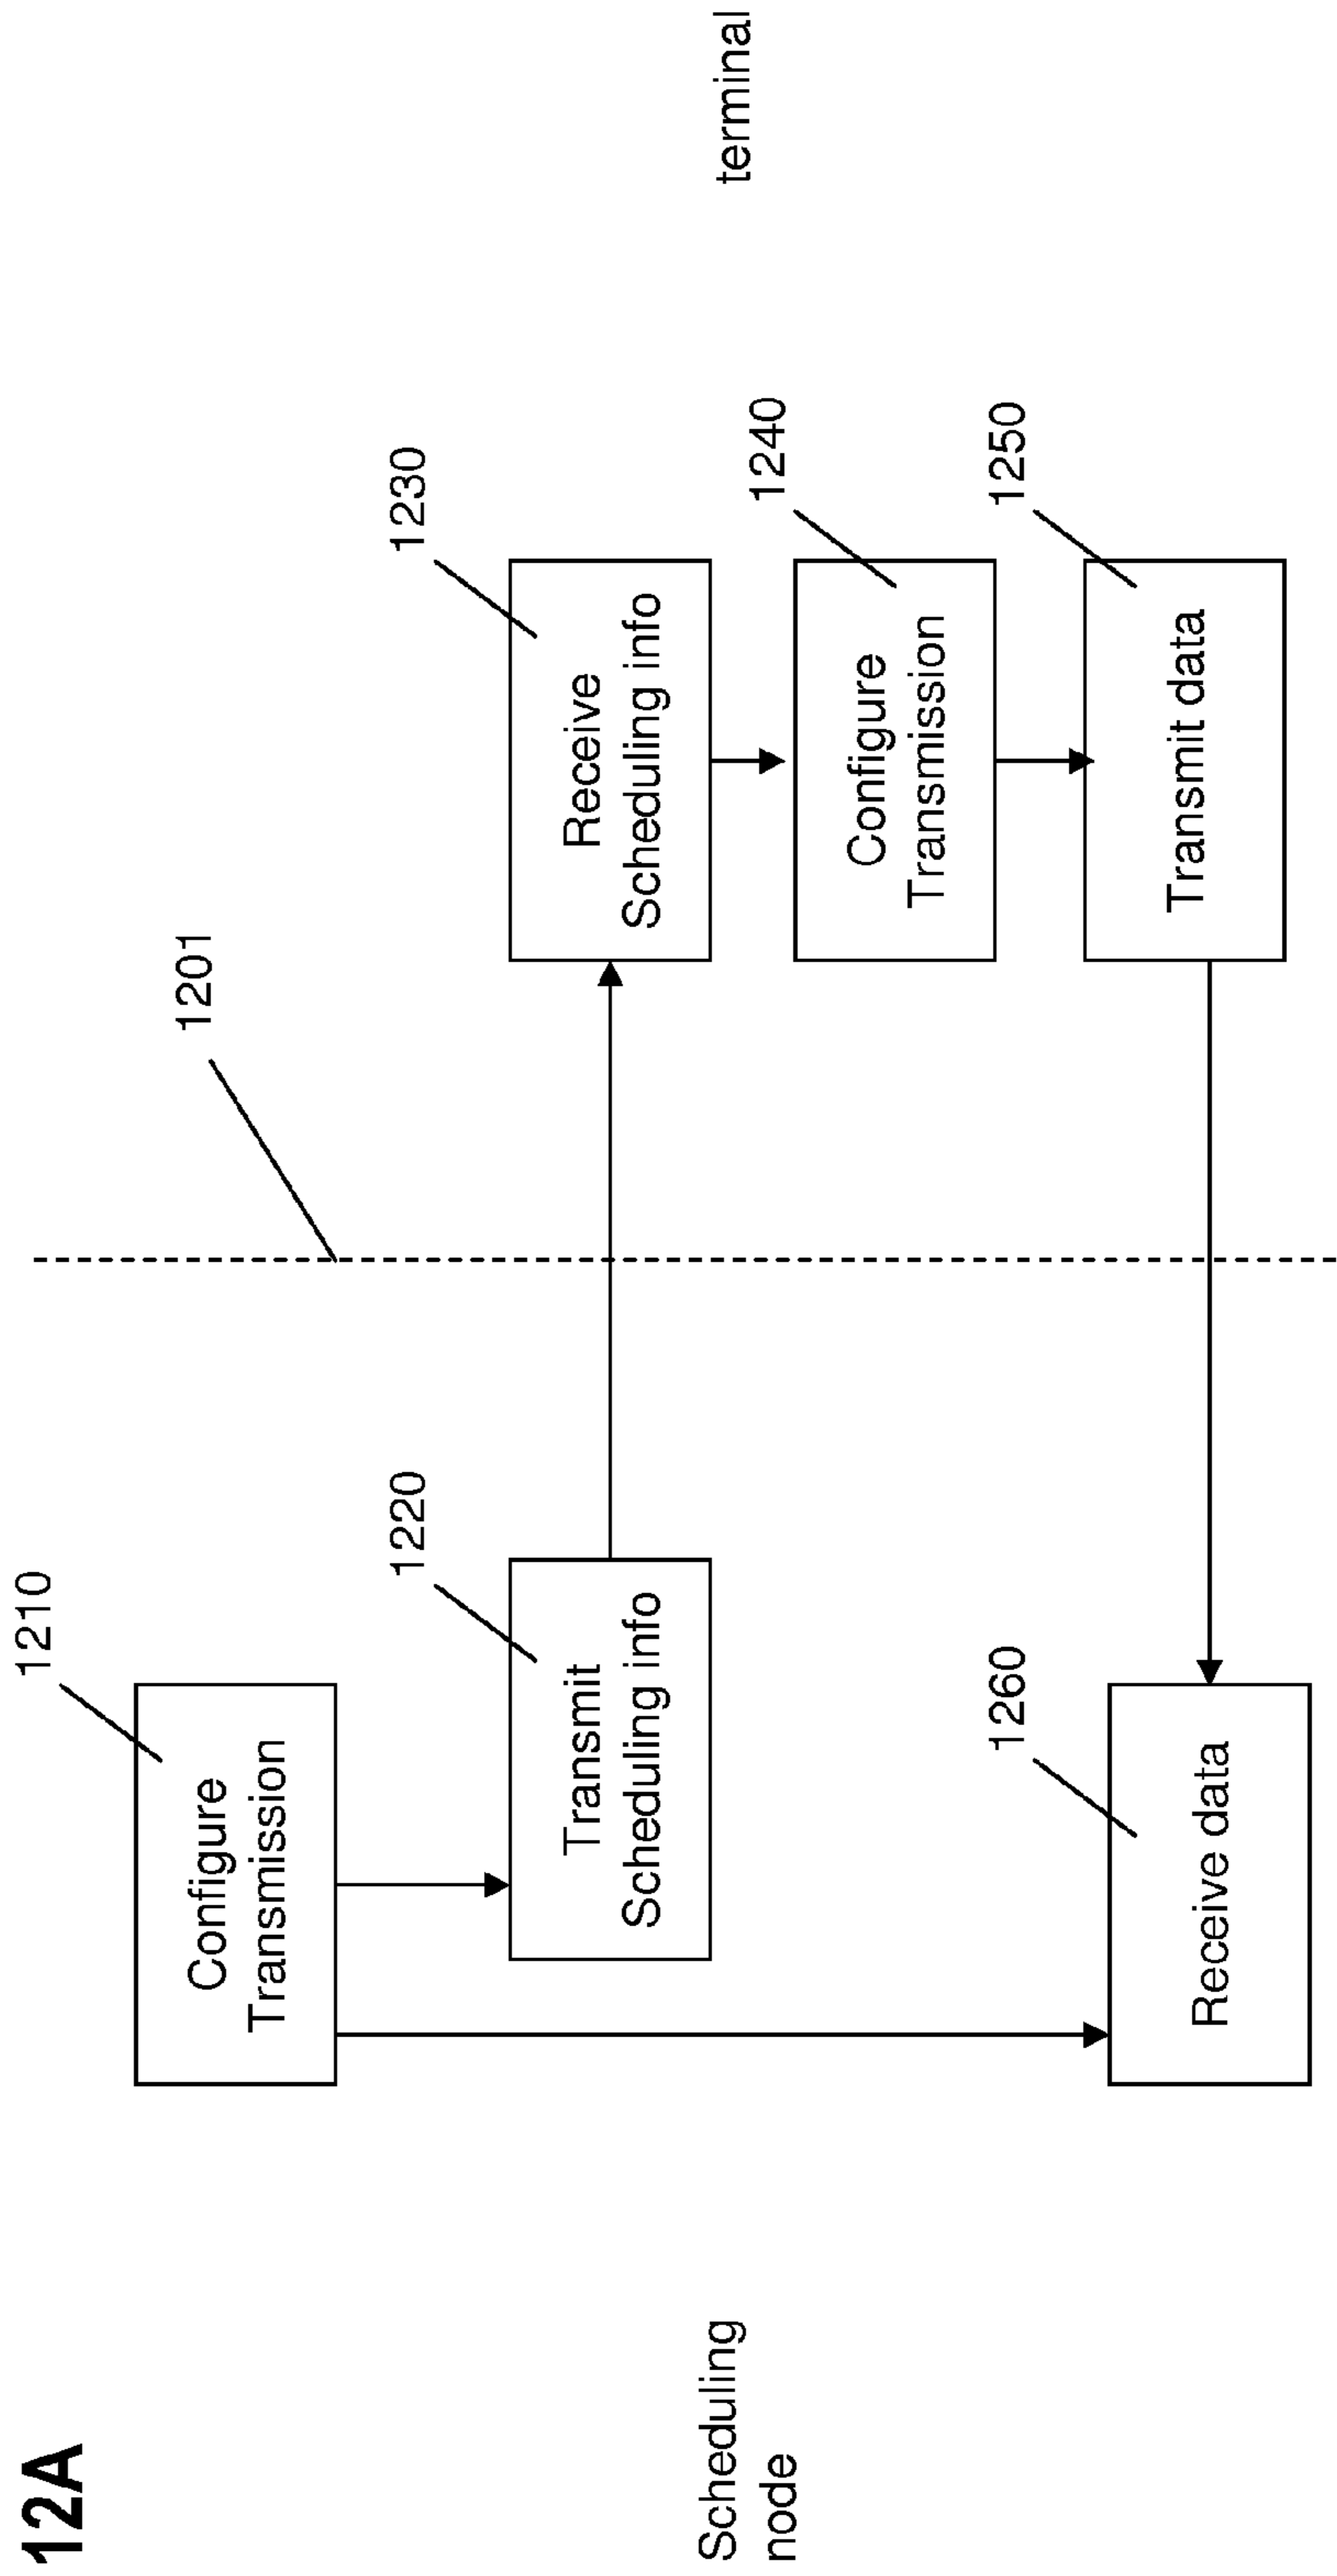 12A
1210
Configure
Transmission
1220
Transmit
Scheduling info
1201
1230
Receive
Scheduling info
1240
Configure
Transmission
1250
Transmit data
1260
Receive data
Scheduling
node
terminal